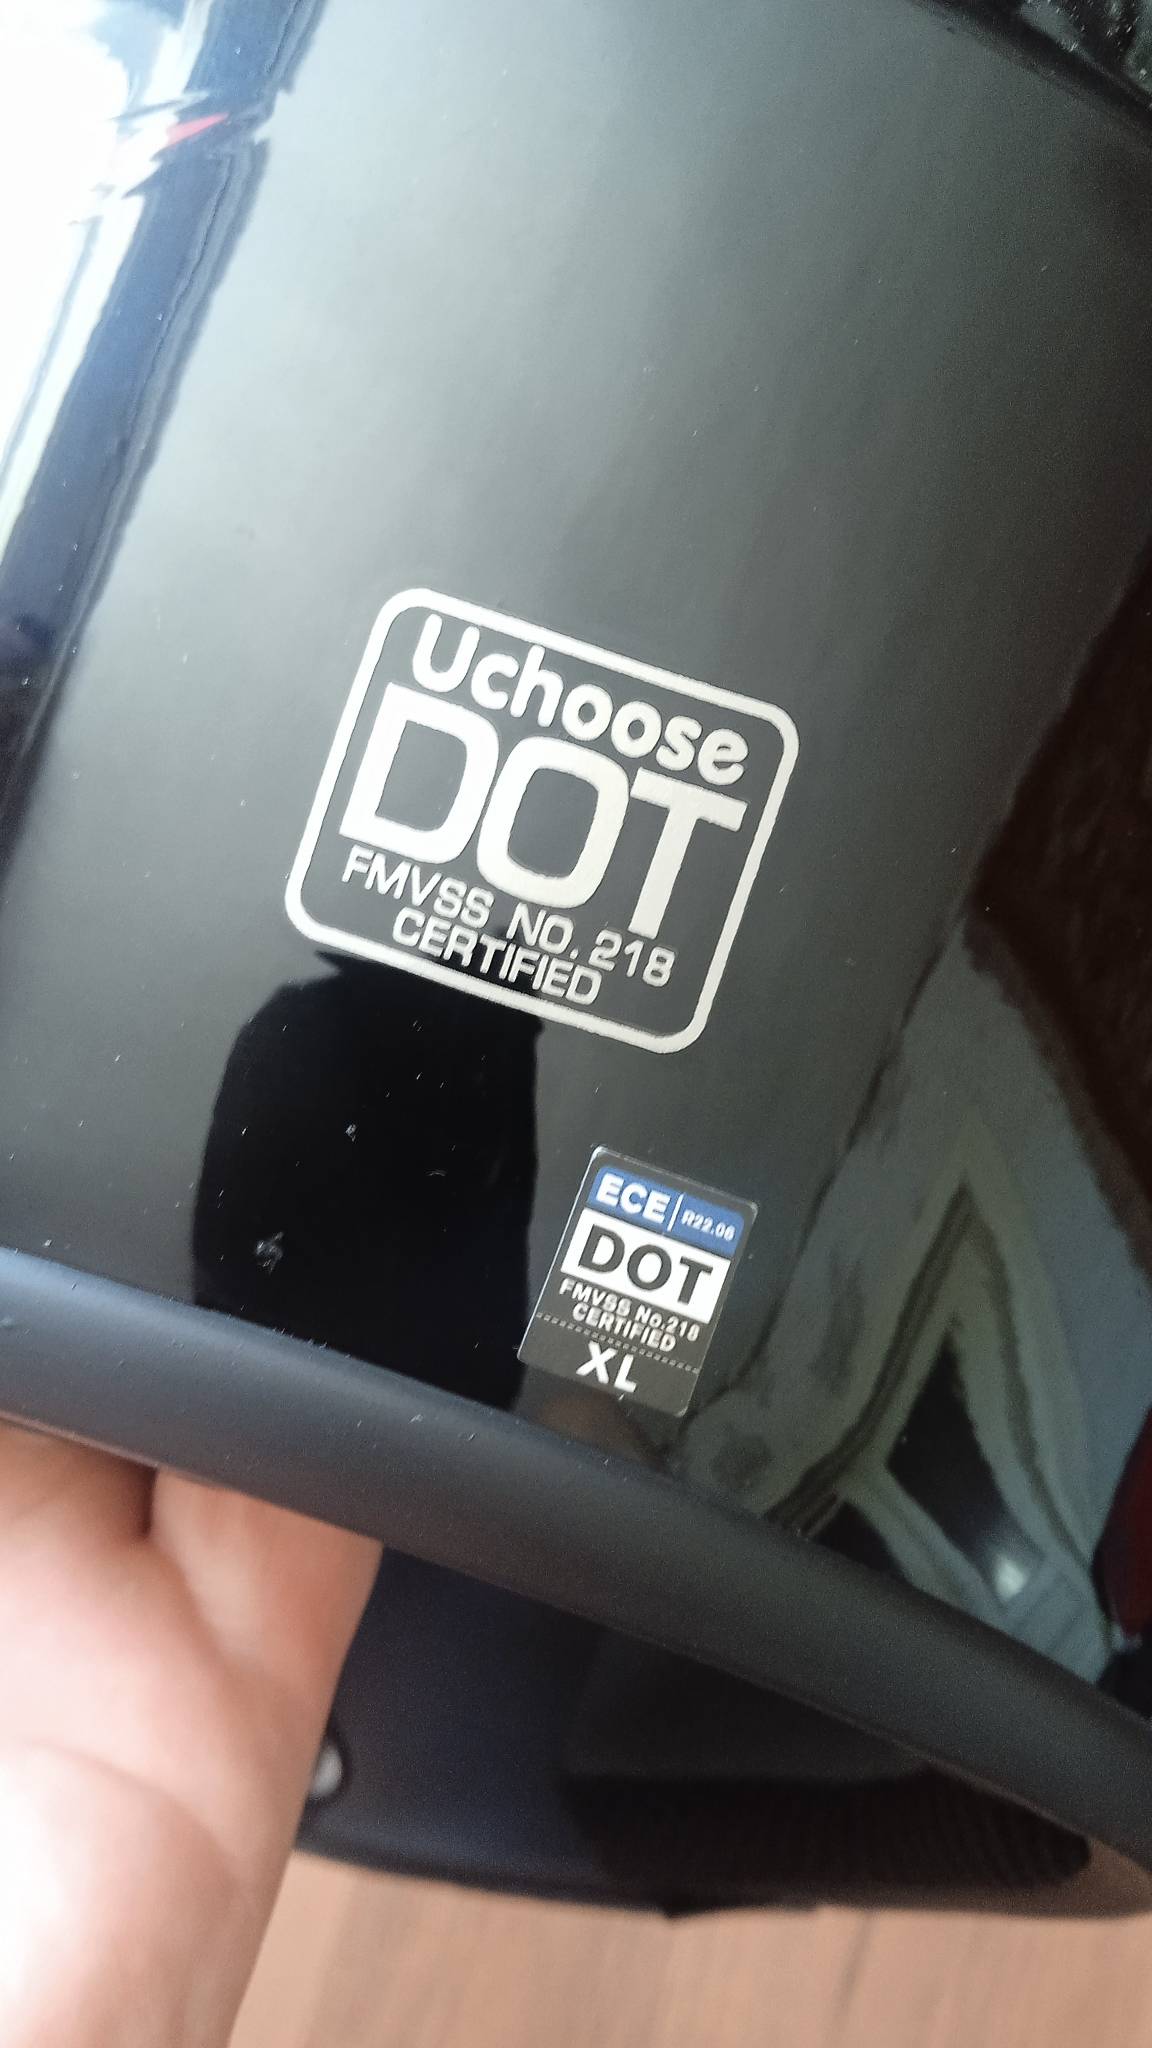 Uchoose
DOT
FMVSS NO. 218
CERTIFIED
ECE R22.06
DOT
FMVSS No.218
CERTIFIED
XL